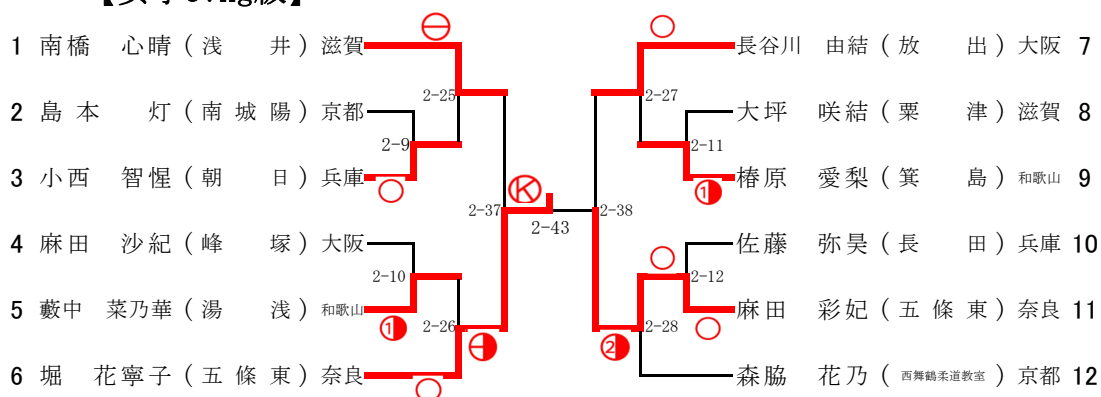 1 南橋 心晴(浅 井)滋賀
2 島本 灯(南城陽)京都
3 小西 智惺(朝 日)兵庫
4 麻田 沙紀(峰 塚)大阪
5 藪中 菜乃華(湯 浅)和歌山
6 堀 花寧子(五條東)奈良
2-9
2-10
2-25
2-26
2-37
1
K
2-43
2-38
2-27
2-28
2-11
2-12
1
2
長谷川 由結(放 出)大阪 7
大坪 咲結(粟 津)滋賀 8
椿原 愛梨(箕 島)和歌山 9
佐藤 弥昊(長 田)兵庫 10
麻田 彩妃(五條東)奈良 11
森脇 花乃(西舞鶴柔道教室)京都 12